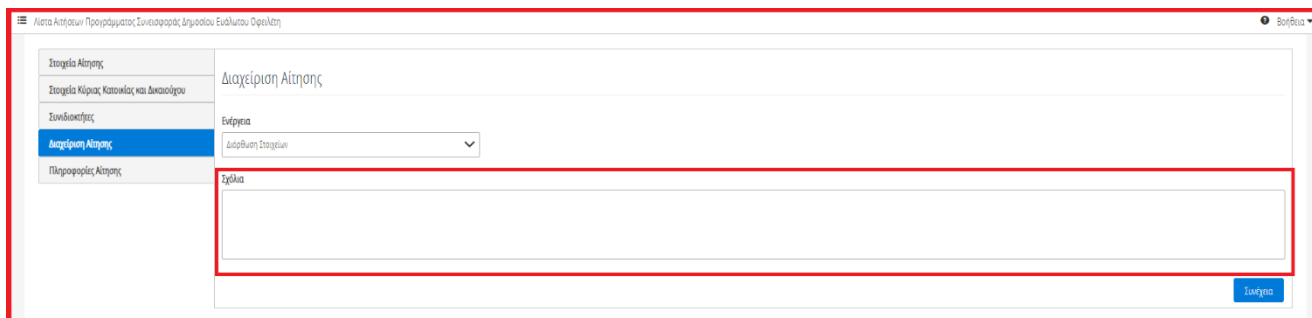 Λίστα Αιτήσεων Προγράμματος Συνεισφοράς Δημοσίου Ευάλωτου Οφειλέτη
Βοήθεια
Στοιχεία Αίτησης
Στοιχεία Κύριας Κατοικίας και Δικαιούχου
Συνιδιοκτήτες
Διαχείριση Αίτησης
Πληροφορίες Αίτησης
Διαχείριση Αίτησης
Ενέργεια
Διόρθωση Στοιχείων
Σχόλια
Συνέχεια